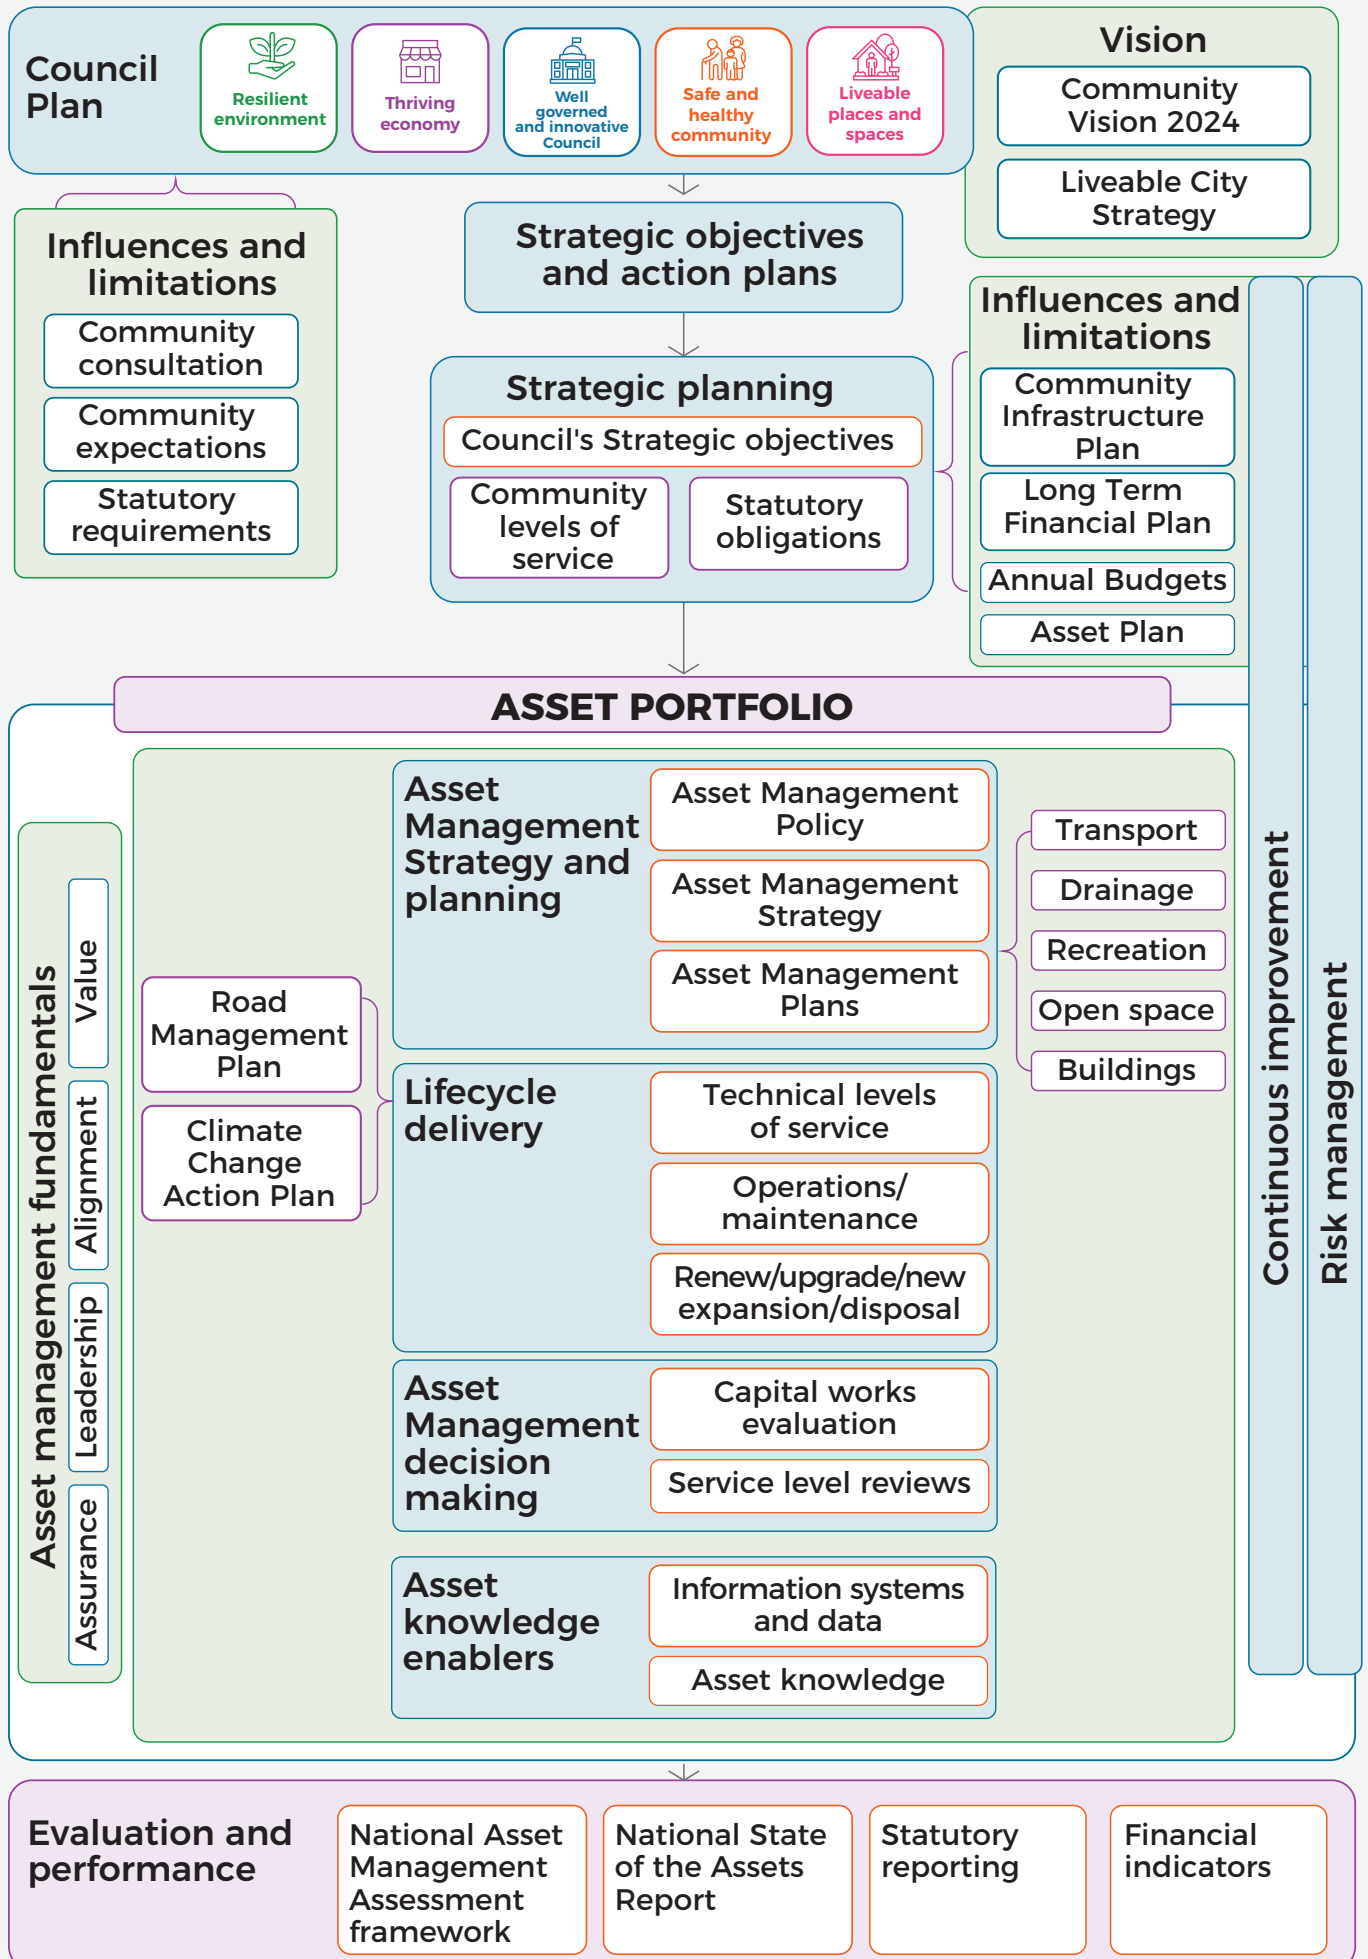 Council
Plan
Resilient
environment
Thriving
economy
Well
governed
and innovative
Council
Safe and
healthy
community
Liveable
places and
spaces
Vision
Community
Vision 2024
Liveable City
Strategy
Influences and
limitations
Community
consultation
Community
expectations
Statutory
requirements
Strategic objectives
and action plans
Strategic planning
Council's Strategic objectives
Community
levels of
service
Statutory
obligations
Influences and
limitations
Community
Infrastructure
Plan
Long Term
Financial Plan
Annual Budgets
Asset Plan
Continuous improvement
Risk management
ASSET PORTFOLIO
Asset management fundamentals
Value
Alignment
Leadership
Assurance
Road
Management
Plan
Climate
Change
Action Plan
Asset
Management
Strategy and
planning
Asset Management
Policy
Asset Management
Strategy
Asset Management
Plans
Transport
Drainage
Recreation
Open space
Buildings
Lifecycle
delivery
Technical levels
of service
Operations/
maintenance
Renew/upgrade/new
expansion/disposal
Asset
Management
decision
making
Capital works
evaluation
Service level reviews
Asset
knowledge
enablers
Information systems
and data
Asset knowledge
Evaluation and
performance
National Asset
Management
Assessment
framework
National State
of the Assets
Report
Statutory
reporting
Financial
indicators